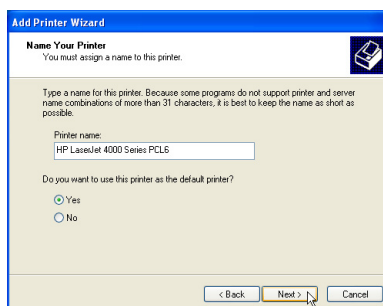 Add Printer Wizard
Name Your Printer
You must assign a name to this printer.
Type a name for this printer. Because some programs do not support printer and server
name combinations of more than 31 characters, it is best to keep the name as short as
possible.
Printer name:
HP LaserJet 4000 Series PCL6
Do you want to use this printer as the default printer?
Yes
No
< Back Next > Cancel